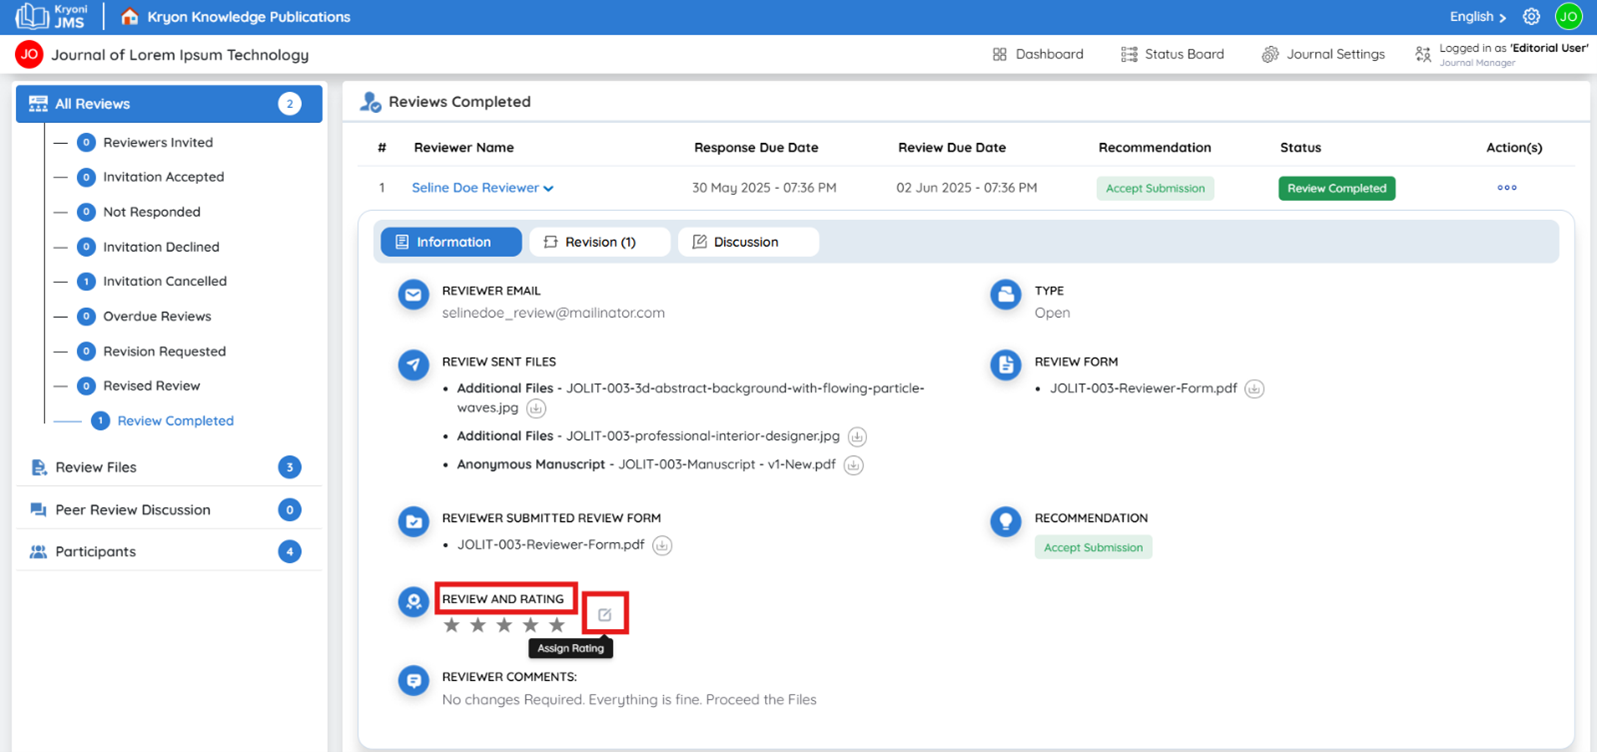 Kryoni
JMS
Kryon Knowledge Publications
English
JO
JO
Journal of Lorem Ipsum Technology
Dashboard
Status Board
Journal Settings
Logged in as 'Editorial User'
Journal Manager
All Reviews 2
0 Reviewers Invited
0 Invitation Accepted
0 Not Responded
0 Invitation Declined
1 Invitation Cancelled
0 Overdue Reviews
0 Revision Requested
0 Revised Review
1 Review Completed
Review Files 3
Peer Review Discussion 0
Participants 4
Reviews Completed
# Reviewer Name Response Due Date Review Due Date Recommendation Status Action(s)
1 Seline Doe Reviewer 30 May 2025 - 07:36 PM 02 Jun 2025 - 07:36 PM Accept Submission Review Completed
Information Revision (1) Discussion
REVIEWER EMAIL
selinedoe_review@mailinator.com
TYPE
Open
REVIEW SENT FILES
• Additional Files - JOLIT-003-3d-abstract-background-with-flowing-particle-
waves.jpg
• Additional Files - JOLIT-003-professional-interior-designer.jpg
• Anonymous Manuscript - JOLIT-003-Manuscript - v1-New.pdf
REVIEW FORM
• JOLIT-003-Reviewer-Form.pdf
REVIEWER SUBMITTED REVIEW FORM
• JOLIT-003-Reviewer-Form.pdf
RECOMMENDATION
Accept Submission
REVIEW AND RATING
Assign Rating
REVIEWER COMMENTS:
No changes Required. Everything is fine. Proceed the Files